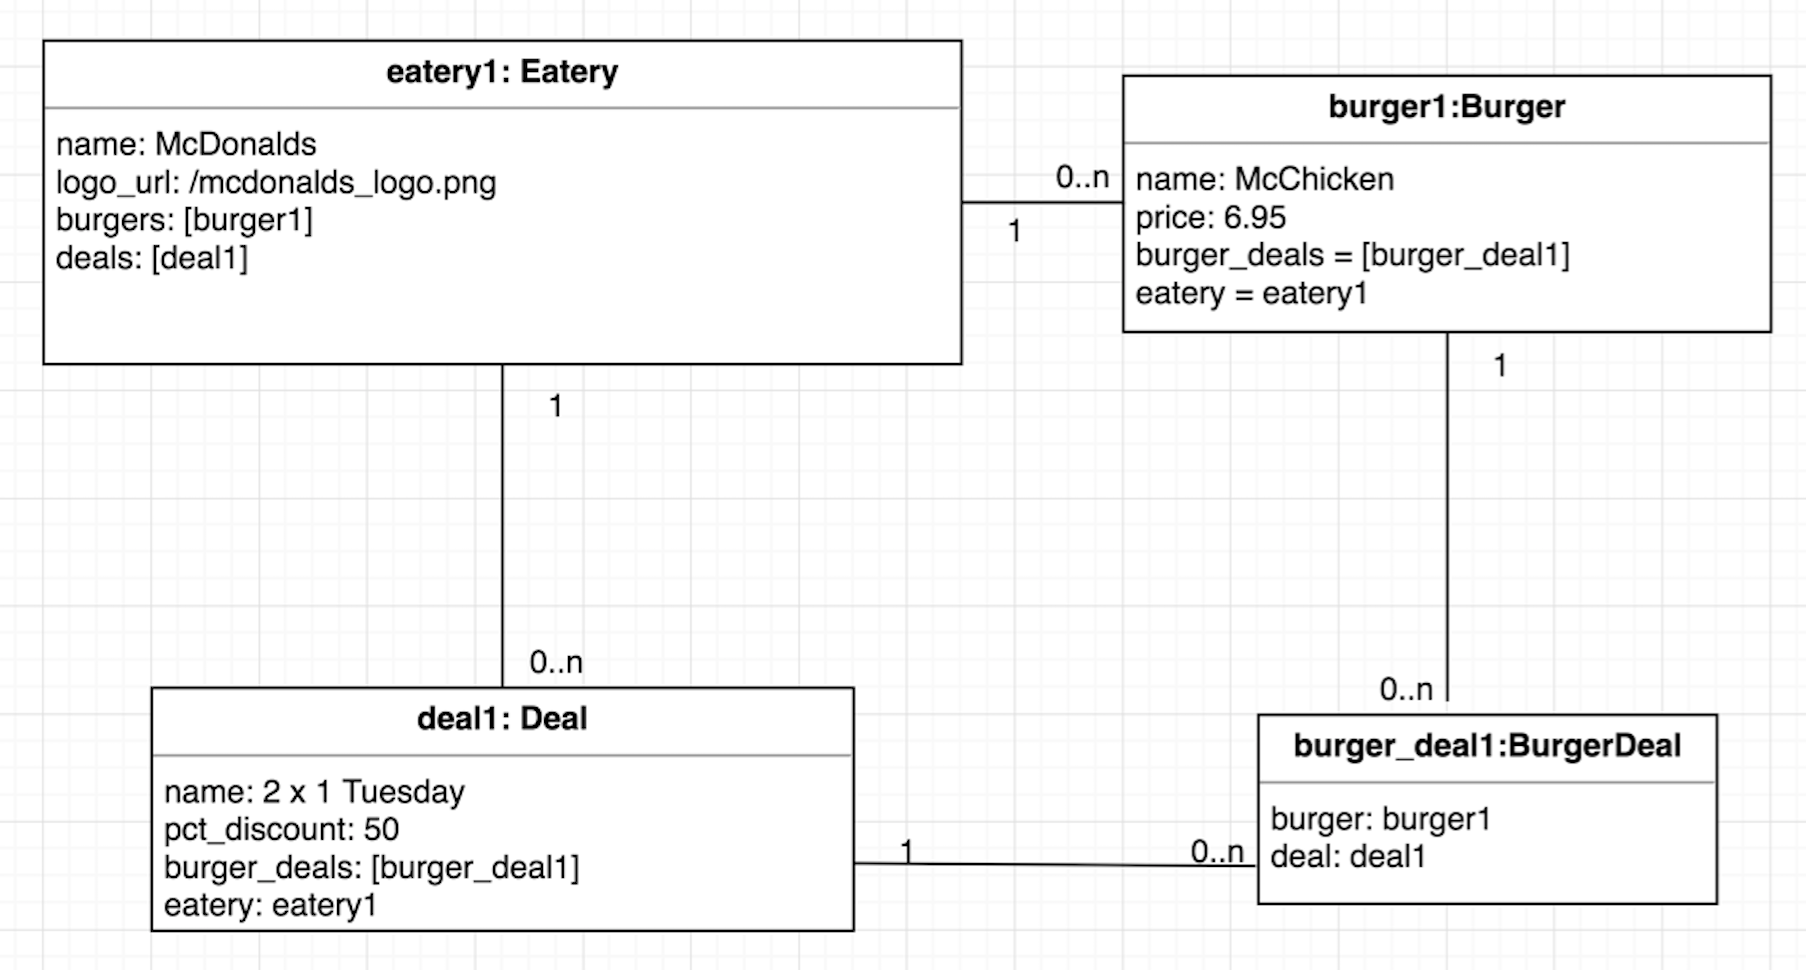 eatery1: Eatery
name: McDonalds
logo_url: /mcdonalds_logo.png
burgers: [burger1]
deals: [deal1]
burger1:Burger
name: McChicken
price: 6.95
burger_deals = [burger_deal1]
eatery = eatery1
0..n
1
1
1
0..n
0..n
deal1: Deal
name: 2 x 1 Tuesday
pct_discount: 50
burger_deals: [burger_deal1]
eatery: eatery1
1
0..n
burger_deal1:BurgerDeal
burger: burger1
deal: deal1